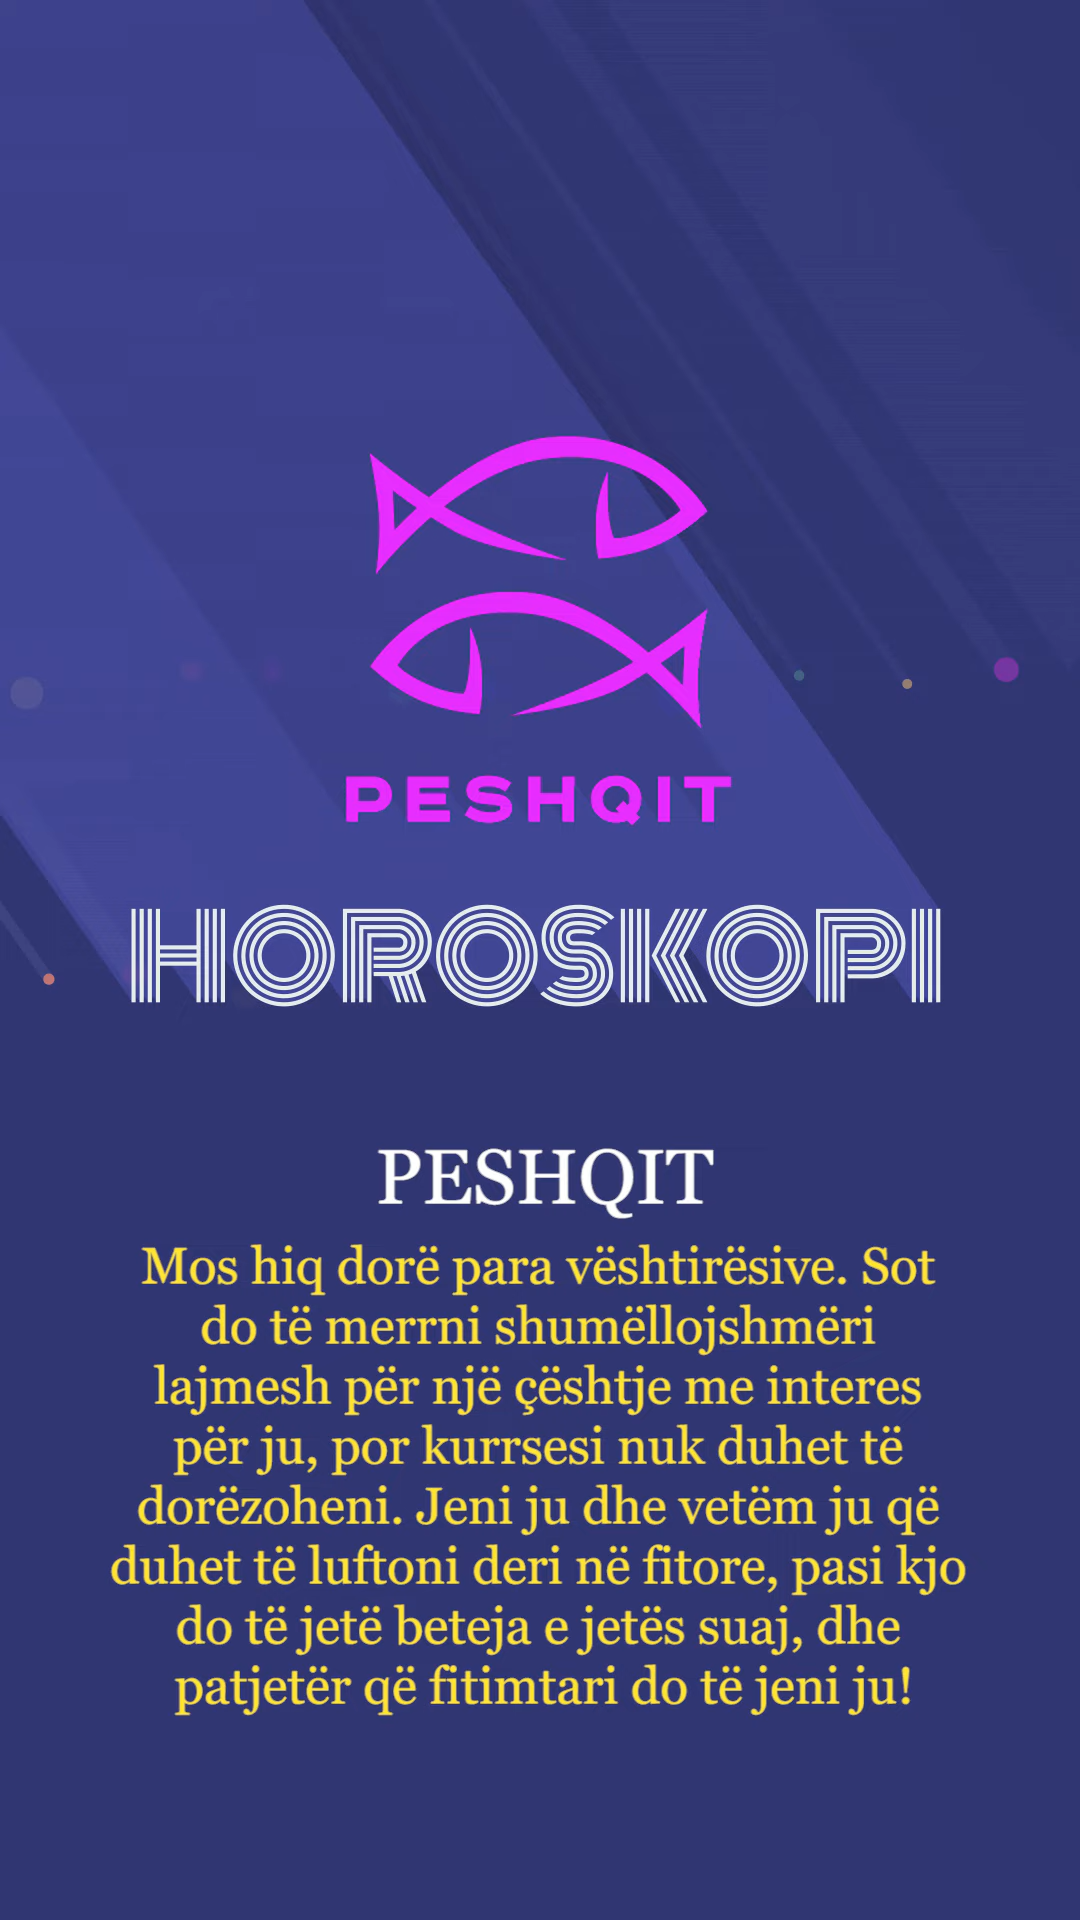 PESHQIT
HOROSKOPI
PESHQIT
Mos hiq dorë para vështirësive. Sot
do të merrni shumëllojshmëri
lajmesh për një çështje me interes
për ju, por kurrsesi nuk duhet të
dorëzoheni. Jeni ju dhe vetëm ju që
duhet të luftoni deri në fitore, pasi kjo
do të jetë beteja e jetës suaj, dhe
patjetër që fitimtari do të jeni ju!